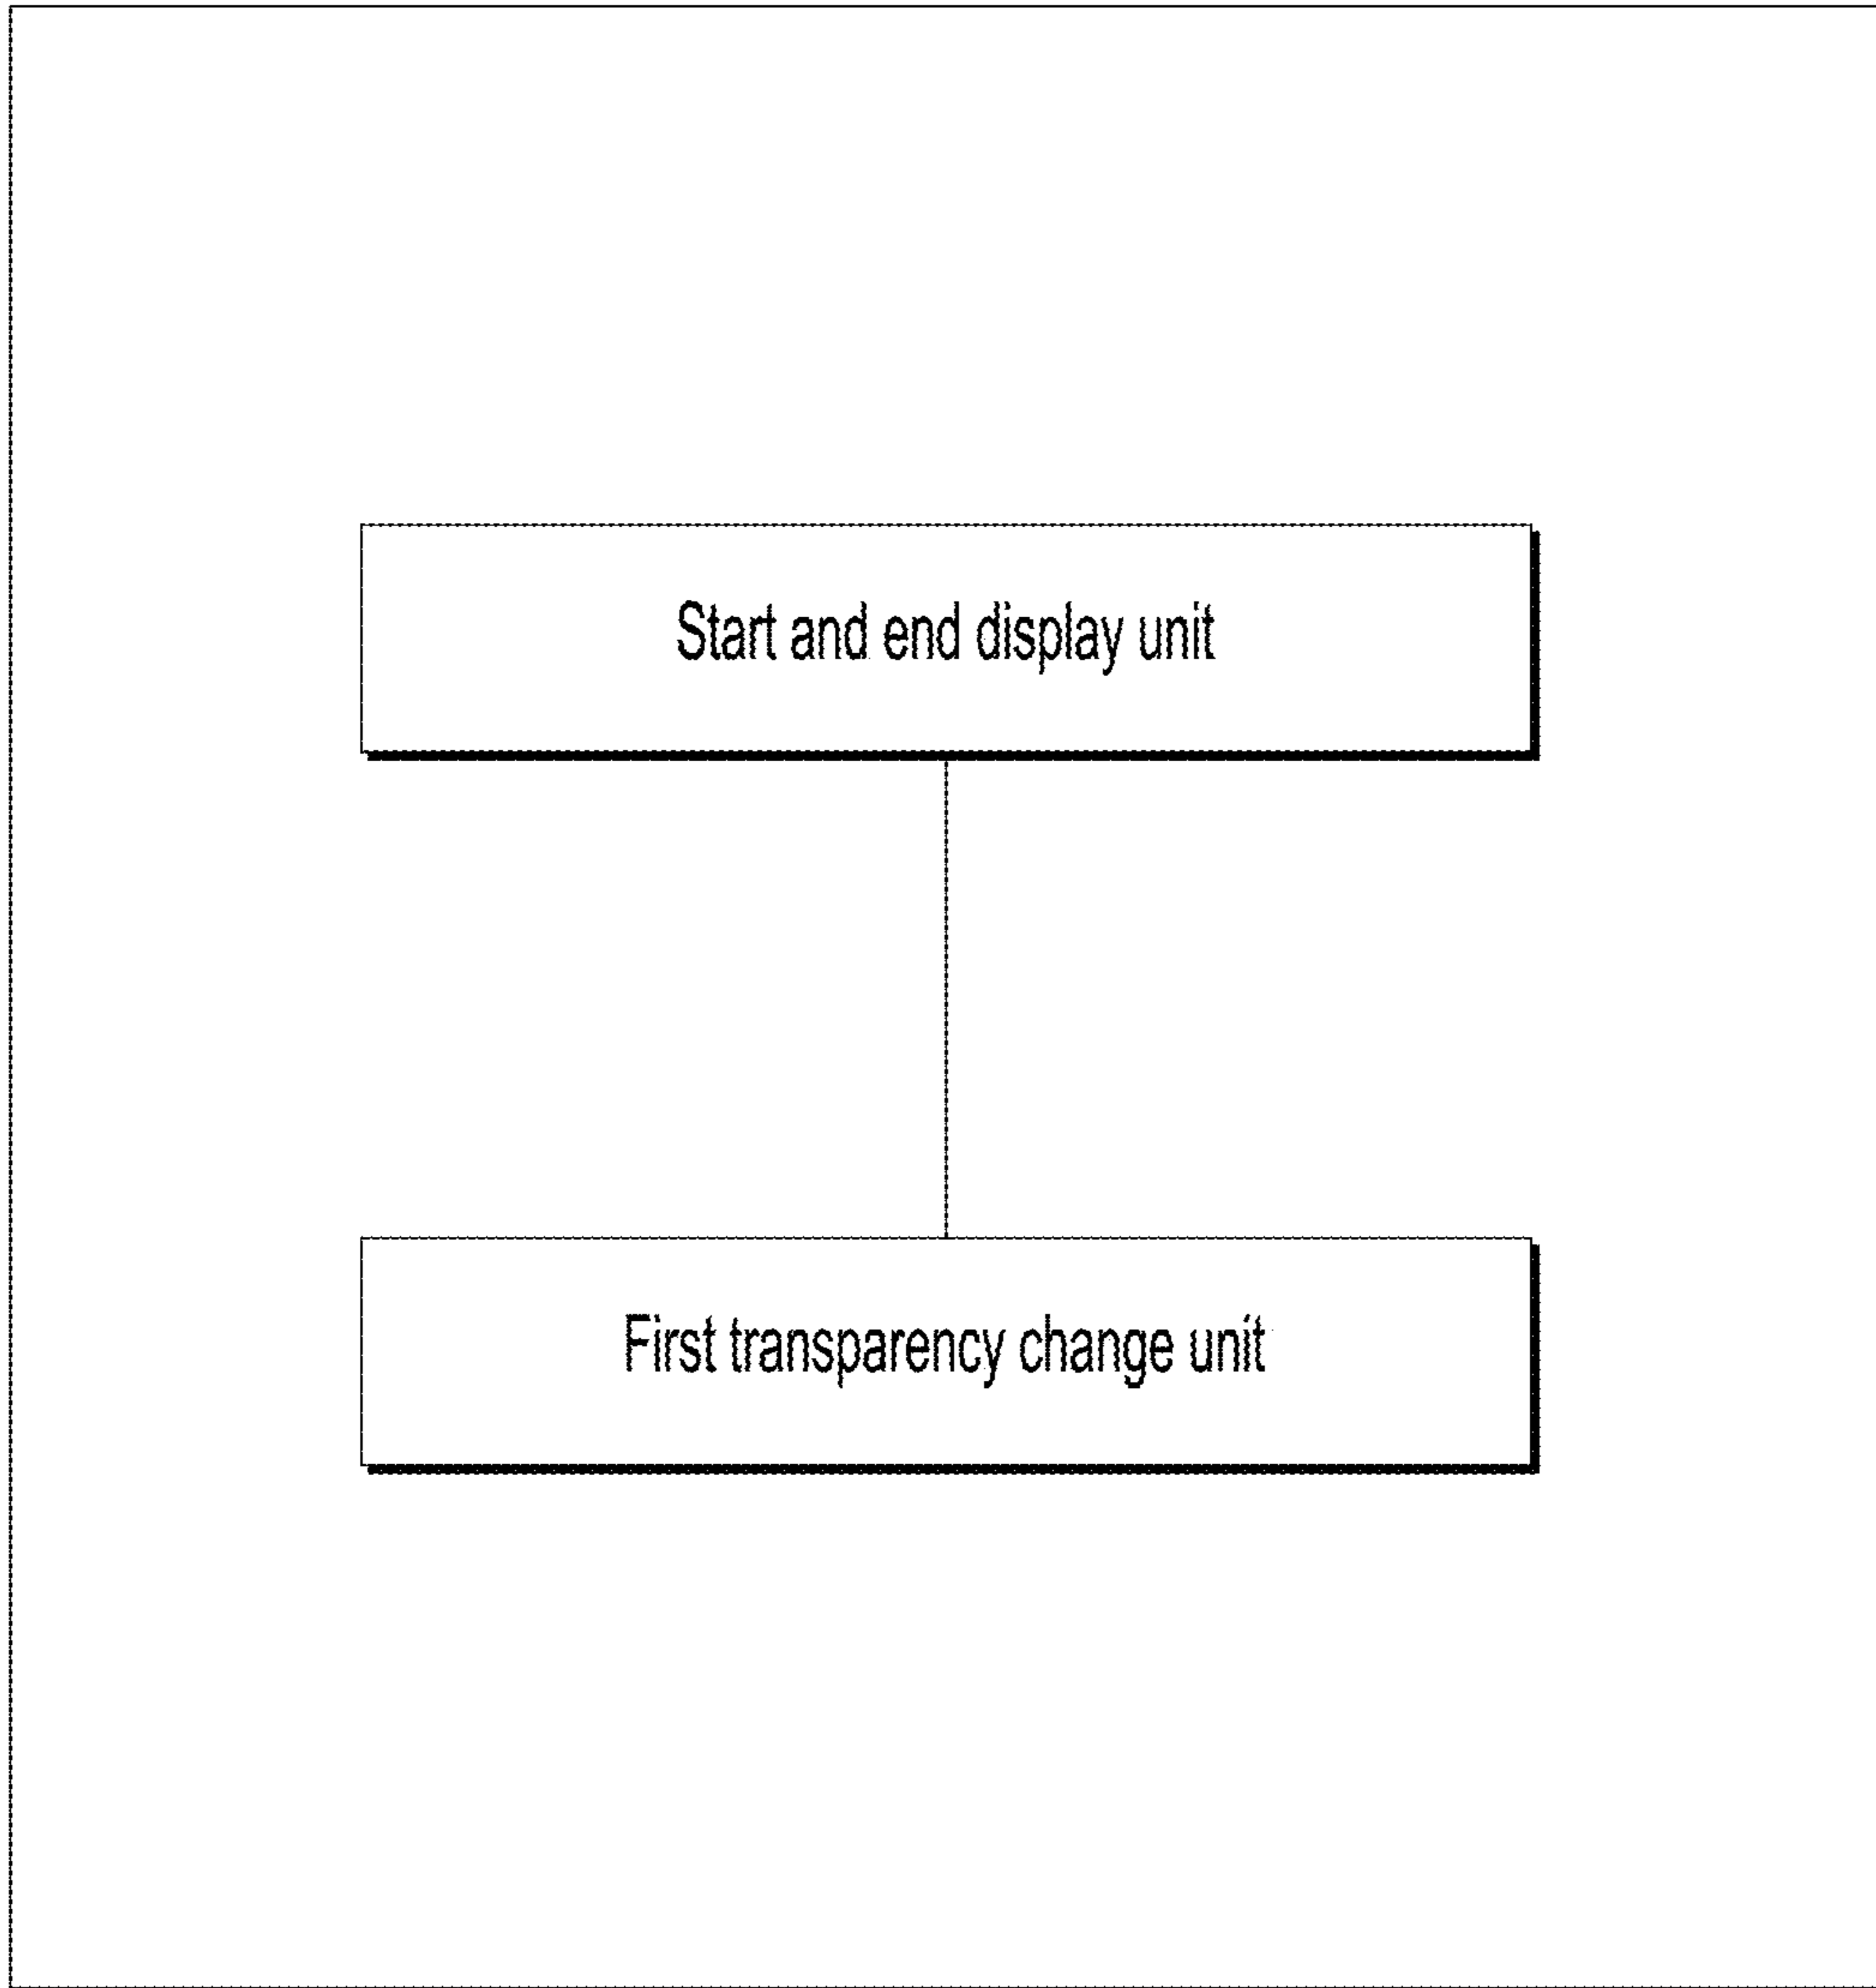 Start and end display unit
First transparency change unit